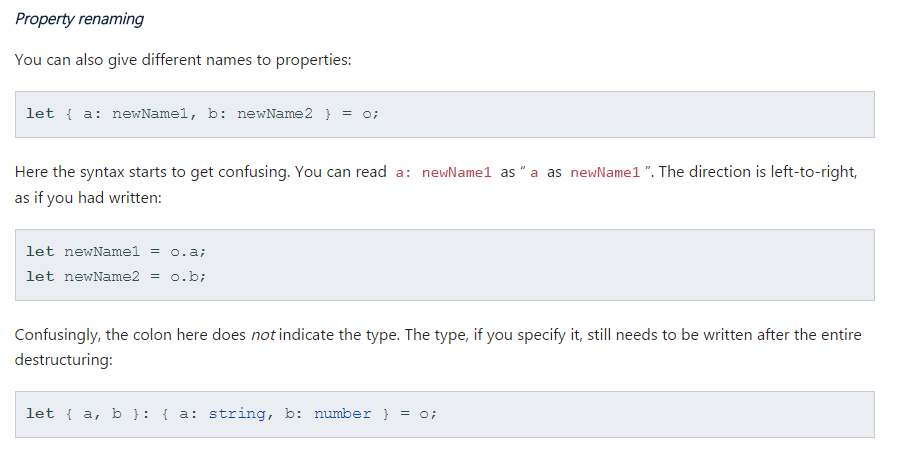 Property renaming
You can also give different names to properties:
let { a: newName1, b: newName2 } = o;
Here the syntax starts to get confusing. You can read a: newName1 as “ a as newName1 ”. The direction is left-to-right,
as if you had written:
let newName1 = o.a;
let newName2 = o.b;
Confusingly, the colon here does not indicate the type. The type, if you specify it, still needs to be written after the entire
destructuring:
let { a, b }: { a: string, b: number } = o;